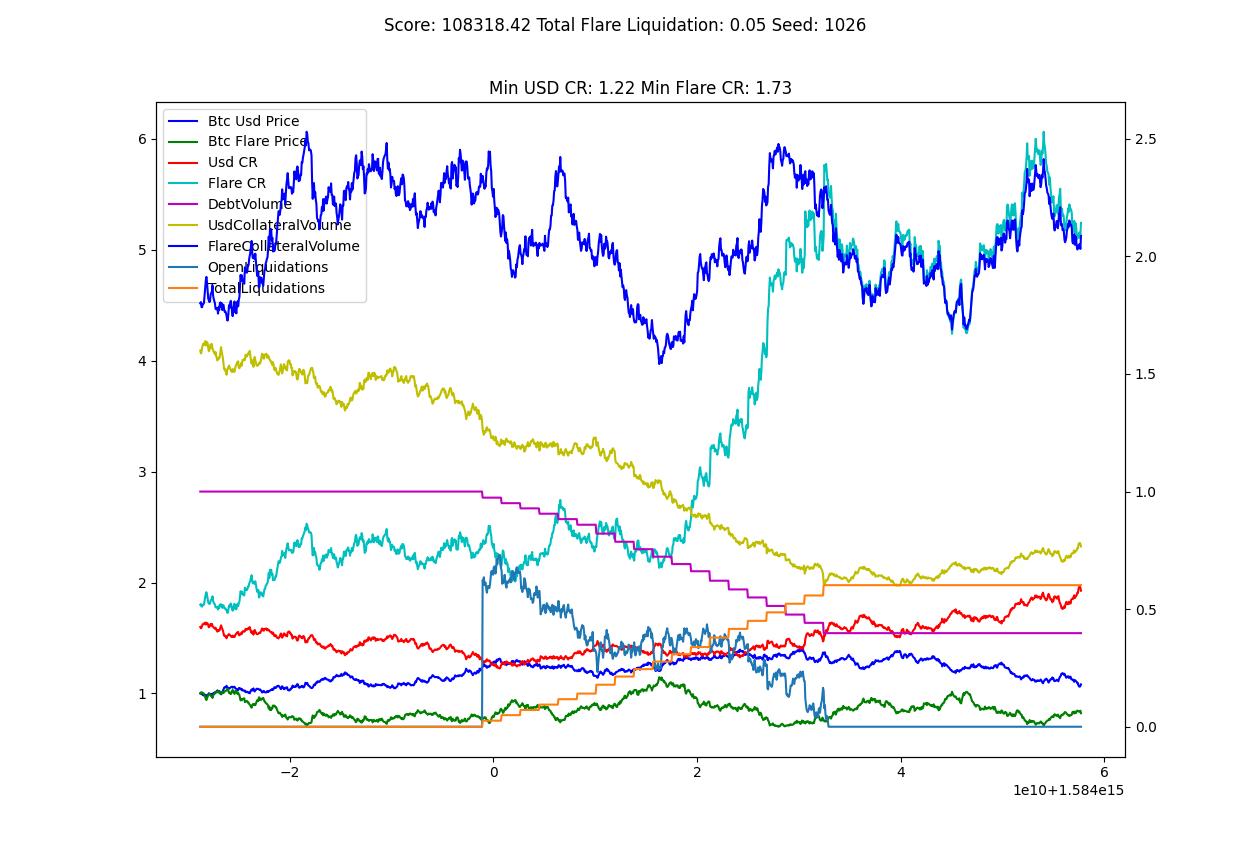 Score: 108318.42 Total Flare Liquidation: 0.05 Seed: 1026
Min USD CR: 1.22 Min Flare CR: 1.73
Btc Usd Price
Btc Flare Price
Usd CR
Flare CR
DebtVolume
UsdCollateralVolume
FlareCollateralVolume
OpenLiquidations
TotalLiquidations
6
5
4
3
2
1
2.5
2.0
1.5
1.0
0.5
0.0
−2 0 2 4 6
1e10+1.584e15